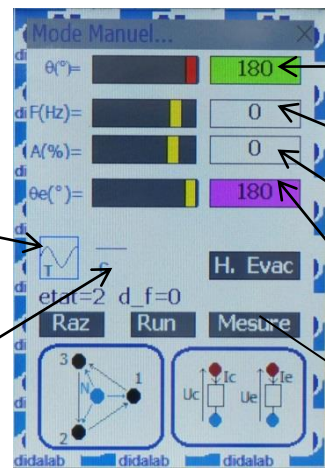 Mode Manuel... X
θ(°)= 180
F(Hz)= 0
A(%)= 0
θe(°)= 180
T
H. Evac
etat=2 d_f=0
Raz Run Mesure
3
N
1
2
Ic Ie
Uc Ue
didalab didalab didalab